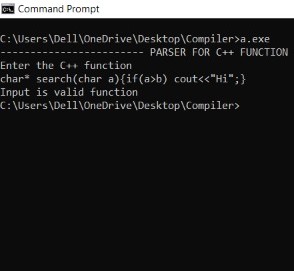 Command Prompt
C:\Users\Dell\OneDrive\Desktop\Compiler>a.exe
----------------------- PARSER FOR C++ FUNCTION
Enter the C++ function
char* search(char a){if(a>b) cout<<"Hi";}
Input is valid function
C:\Users\Dell\OneDrive\Desktop\Compiler>